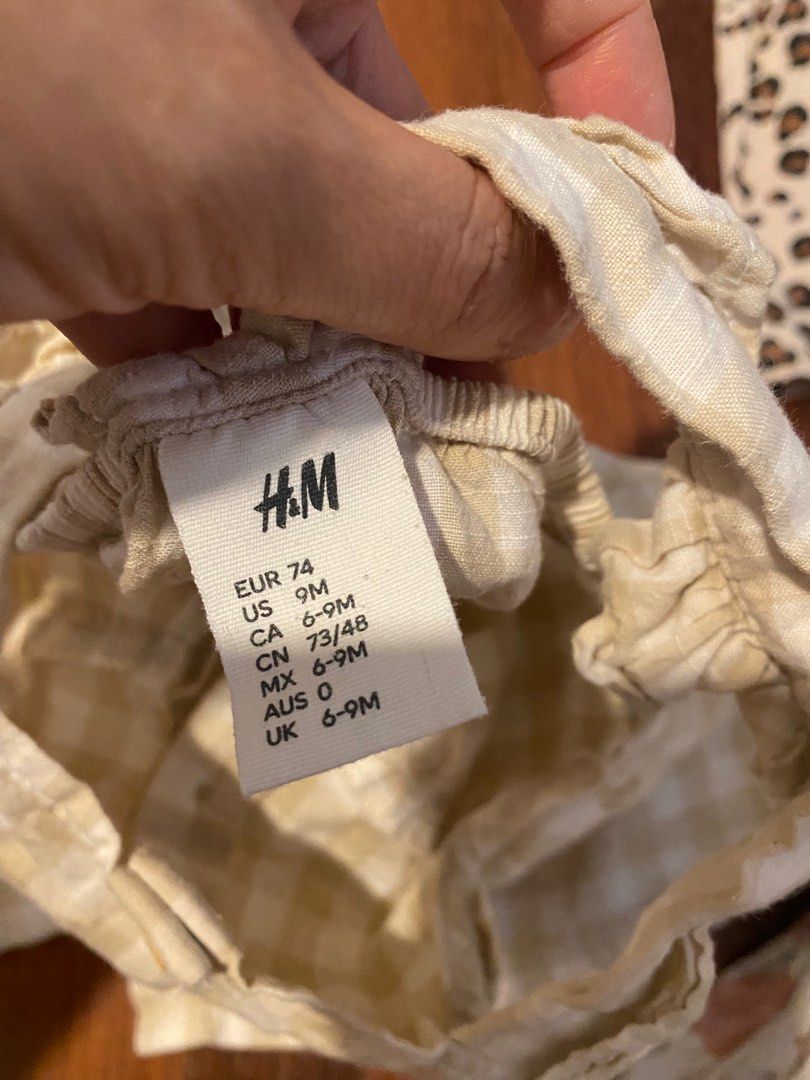 H&M
EUR 74
US 9M
CA 6-9M
CN 73/48
MX 6-9M
AUS 0
UK 6-9M